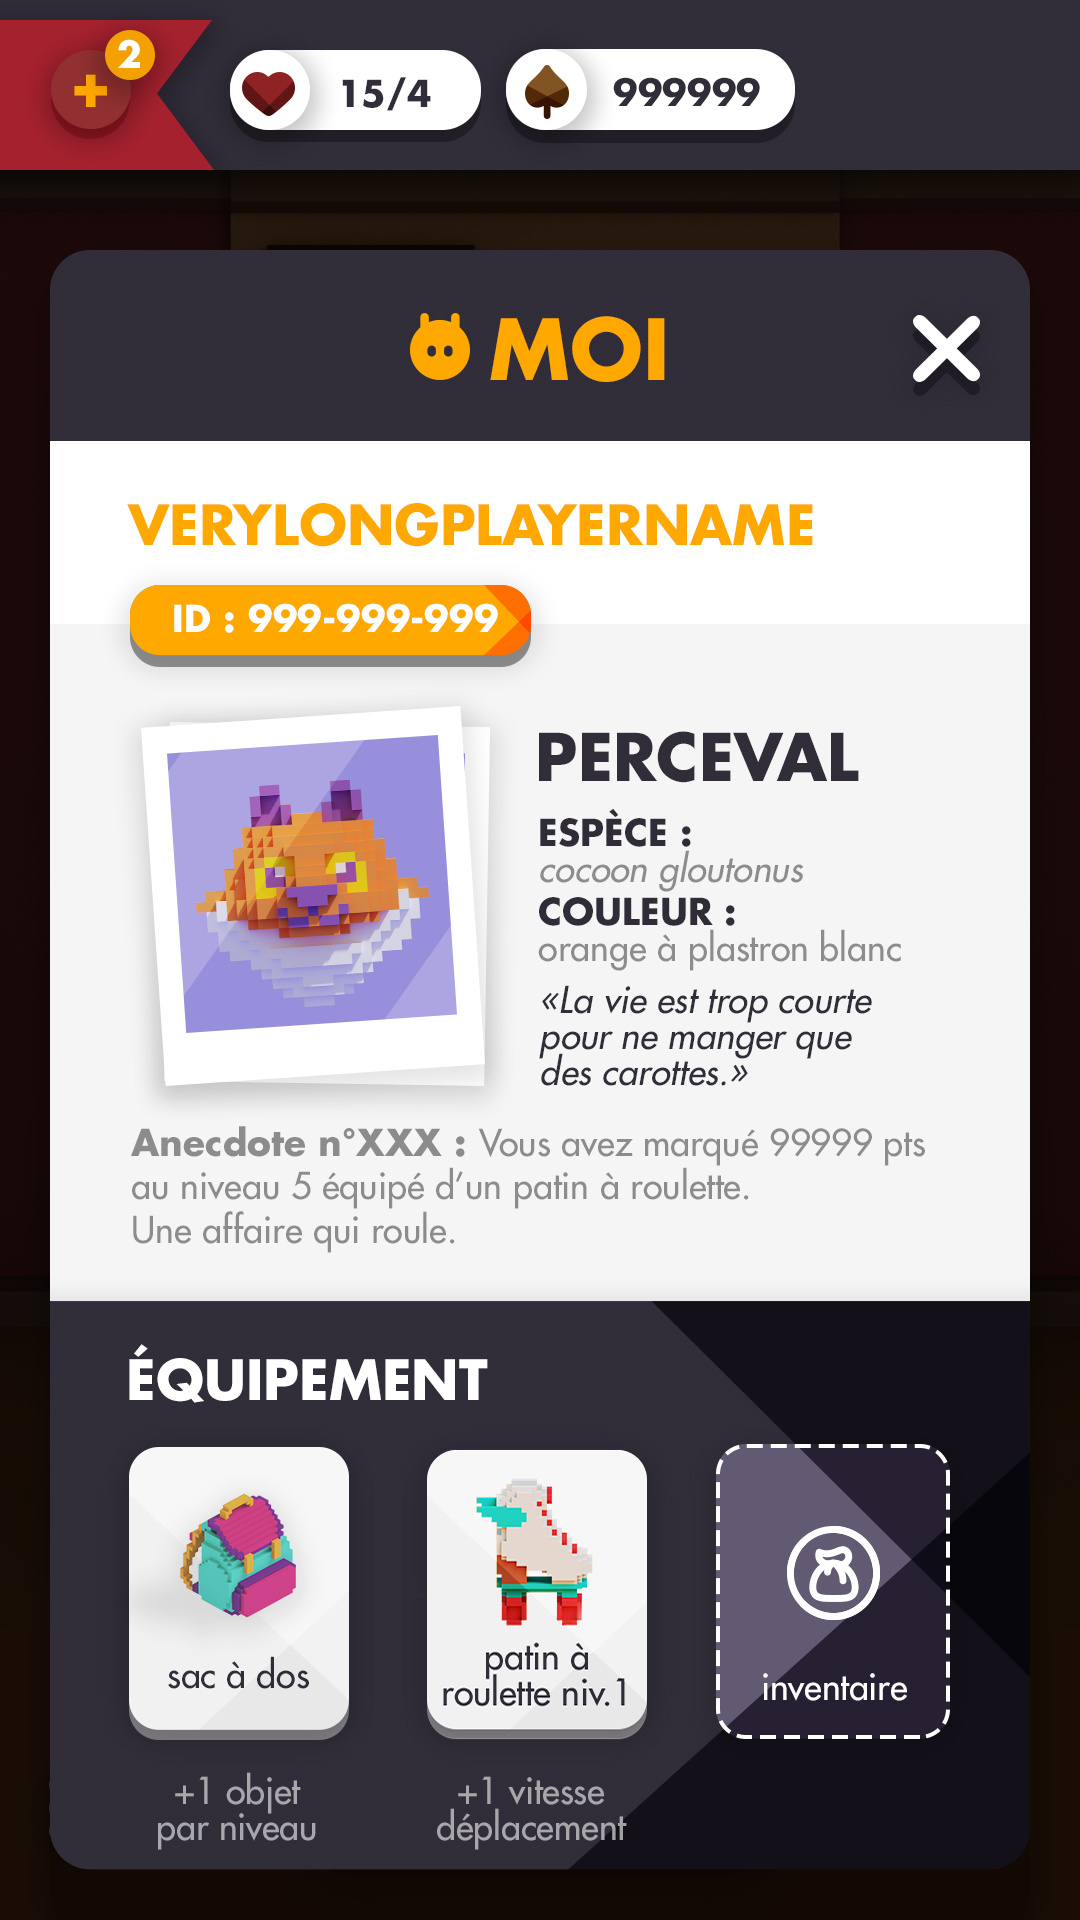 2
15/4
999999
MOI
VERYLONGPLAYERNAME
ID : 999-999-999
PERCEVAL
ESPÈCE :
cocoon gloutonus
COULEUR :
orange à plastron blanc
«La vie est trop courte
pour ne manger que
des carottes.»
Anecdote n°XXX : Vous avez marqué 99999 pts
au niveau 5 équipé d’un patin à roulette.
Une affaire qui roule.
ÉQUIPEMENT
sac à dos
patin à
roulette niv.1
inventaire
+1 objet
par niveau
+1 vitesse
déplacement